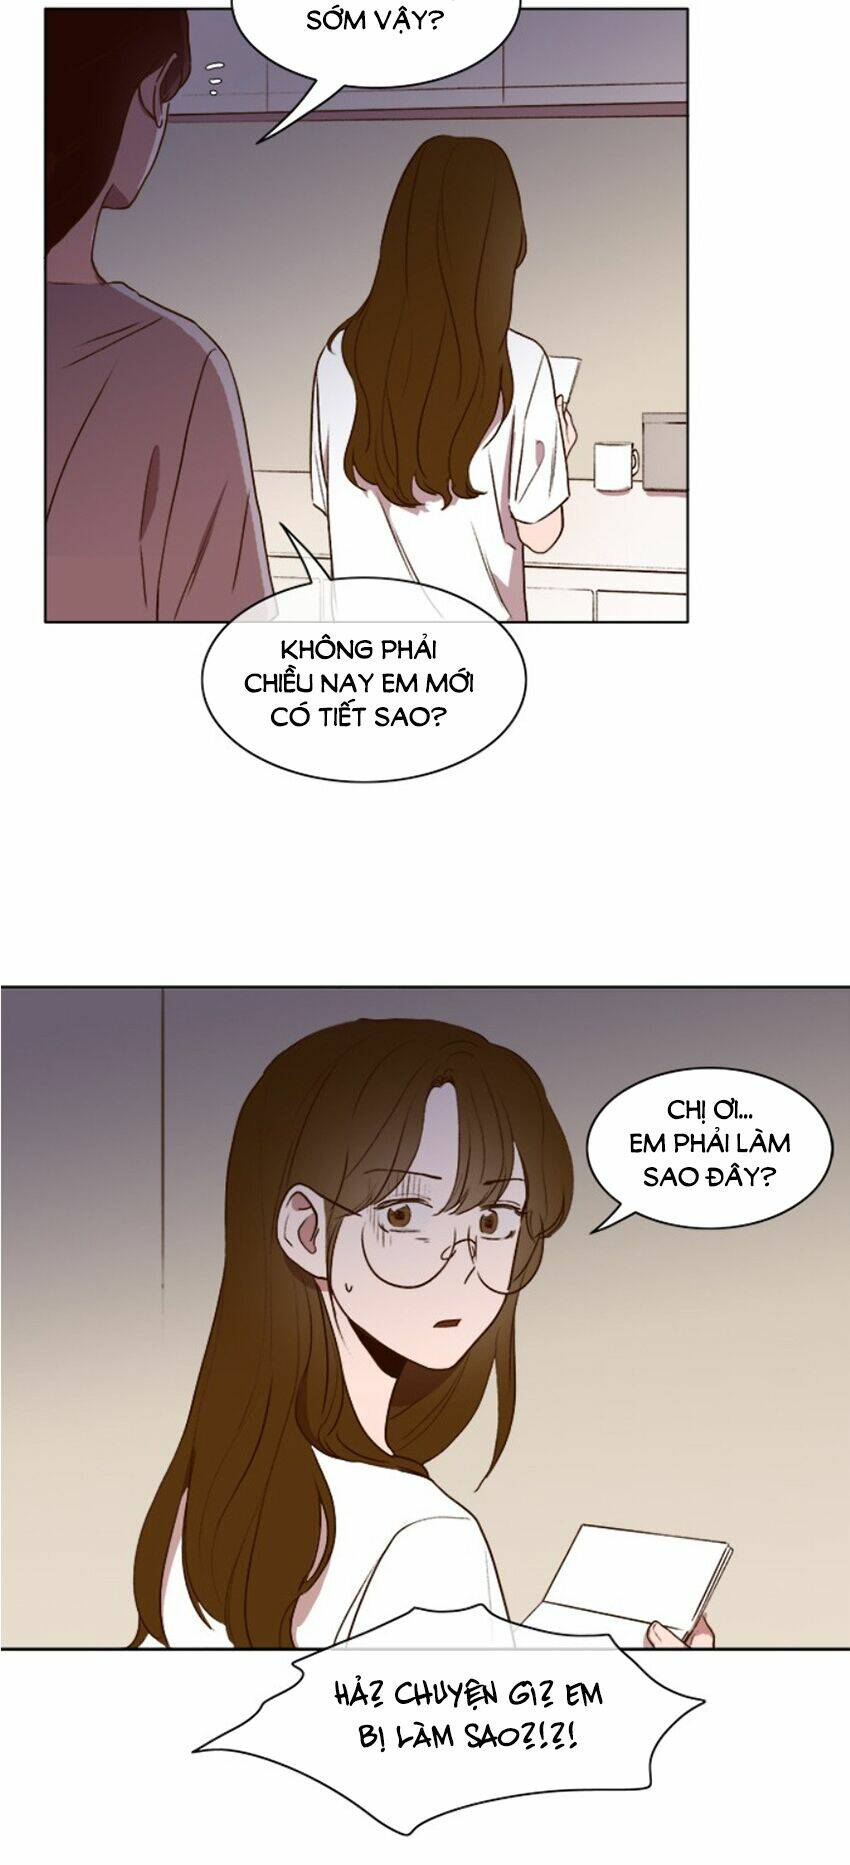 SỚM VẬY?
KHÔNG PHẢI
CHIỀU NAY EM MỚI
CÓ TIẾT SAO?
CHỊ ƠI...
EM PHẢI LÀM
SAO ĐÂY?
HẢ? CHUYỆN GÌ? EM
BỊ LÀM SAO?!?!